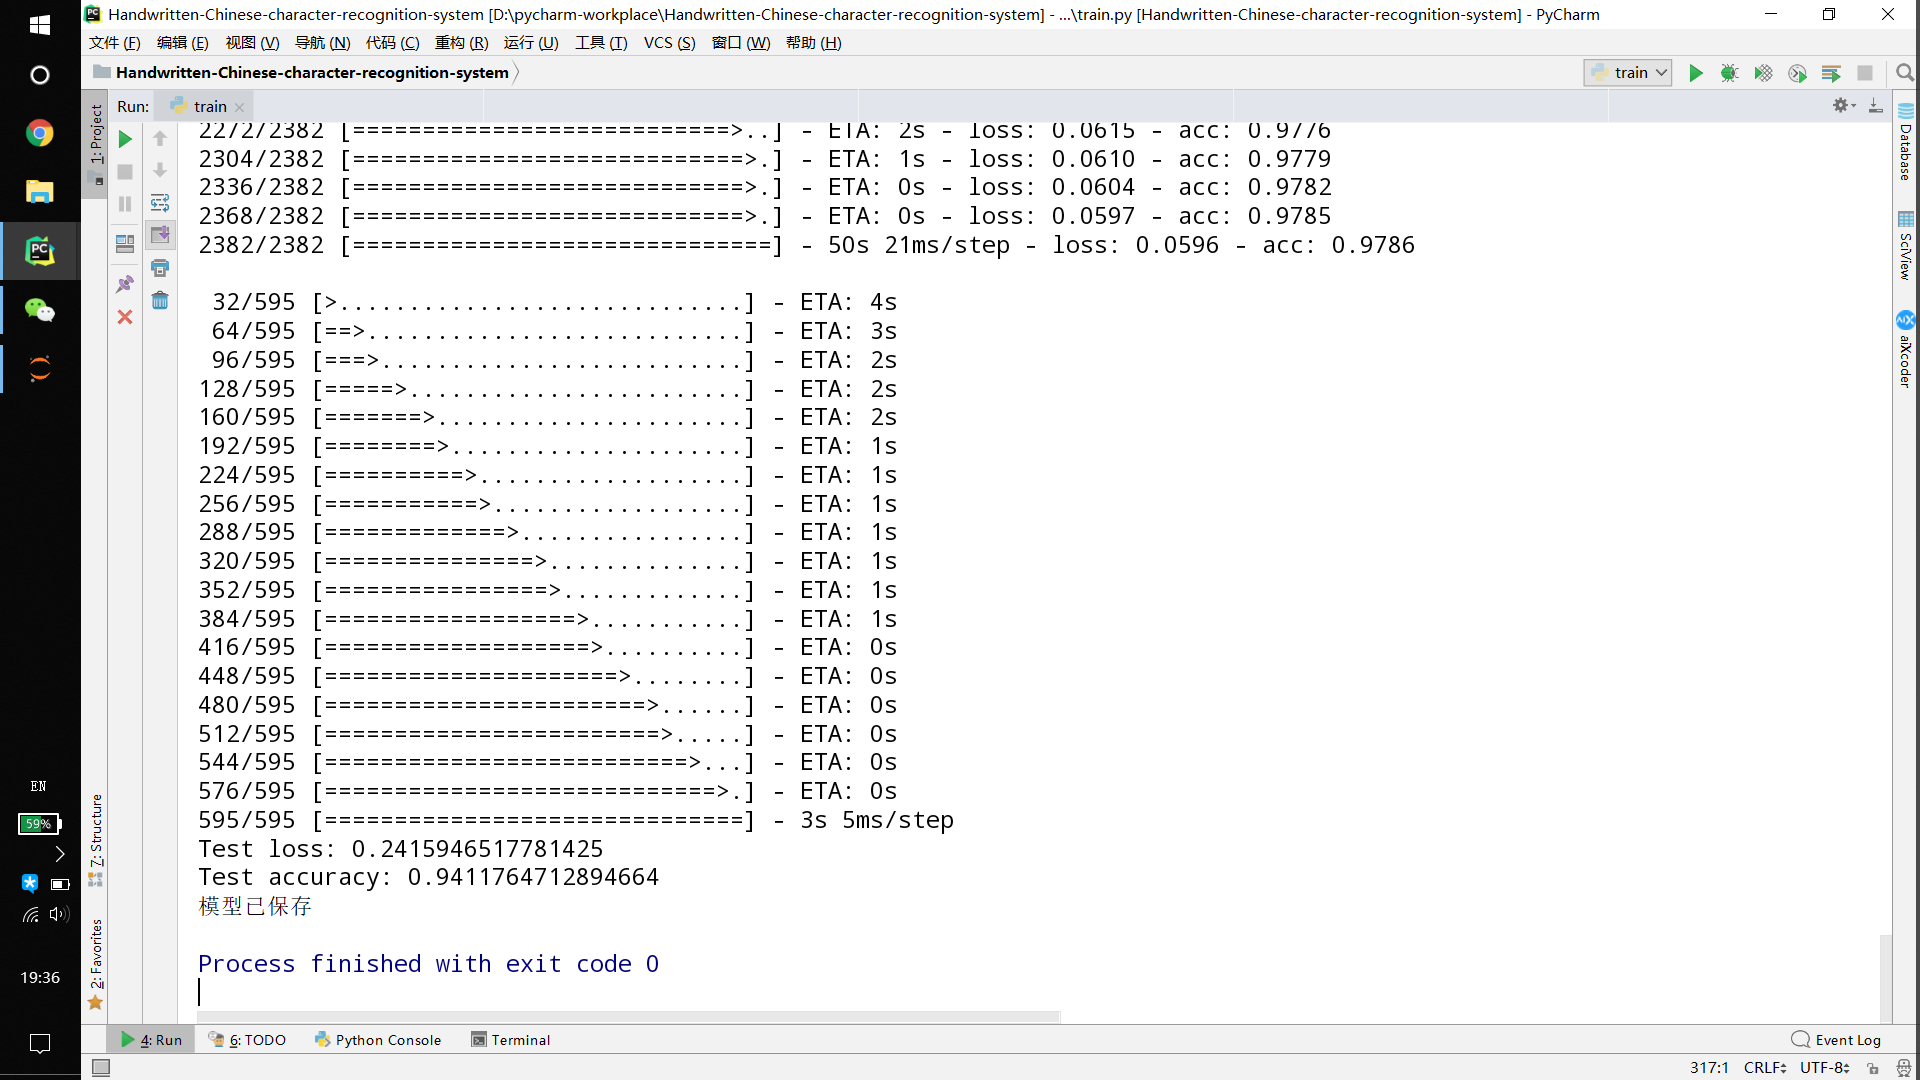 Handwritten-Chinese-character-recognition-system [D:\pycharm-workplace\Handwritten-Chinese-character-recognition-system] - ...\train.py [Handwritten-Chinese-character-recognition-system] - PyCharm
文件 (F) 编辑 (E) 视图 (V) 导航 (N) 代码 (C) 重构 (R) 运行 (U) 工具 (T) VCS (S) 窗口 (W) 帮助 (H)
Handwritten-Chinese-character-recognition-system
train
Run: train
1: Project
7: Structure
2: Favorites
2272/2382 [============================>..] - ETA: 2s - loss: 0.0615 - acc: 0.9776
2304/2382 [============================>.] - ETA: 1s - loss: 0.0610 - acc: 0.9779
2336/2382 [============================>.] - ETA: 0s - loss: 0.0604 - acc: 0.9782
2368/2382 [============================>.] - ETA: 0s - loss: 0.0597 - acc: 0.9785
2382/2382 [==============================] - 50s 21ms/step - loss: 0.0596 - acc: 0.9786
32/595 [>.............................] - ETA: 4s
64/595 [==>...........................] - ETA: 3s
96/595 [===>..........................] - ETA: 2s
128/595 [=====>........................] - ETA: 2s
160/595 [=======>......................] - ETA: 2s
192/595 [========>.....................] - ETA: 1s
224/595 [==========>...................] - ETA: 1s
256/595 [===========>..................] - ETA: 1s
288/595 [=============>................] - ETA: 1s
320/595 [===============>..............] - ETA: 1s
352/595 [================>.............] - ETA: 1s
384/595 [==================>...........] - ETA: 1s
416/595 [===================>..........] - ETA: 0s
448/595 [=====================>........] - ETA: 0s
480/595 [=======================>......] - ETA: 0s
512/595 [========================>.....] - ETA: 0s
544/595 [==========================>...] - ETA: 0s
576/595 [============================>.] - ETA: 0s
595/595 [==============================] - 3s 5ms/step
Test loss: 0.2415946517781425
Test accuracy: 0.9411764712894664
模型已保存
Process finished with exit code 0
Database
SciView
aiXcoder
EN
59%
19:36
4: Run 6: TODO Python Console Terminal Event Log
317:1 CRLF UTF-8